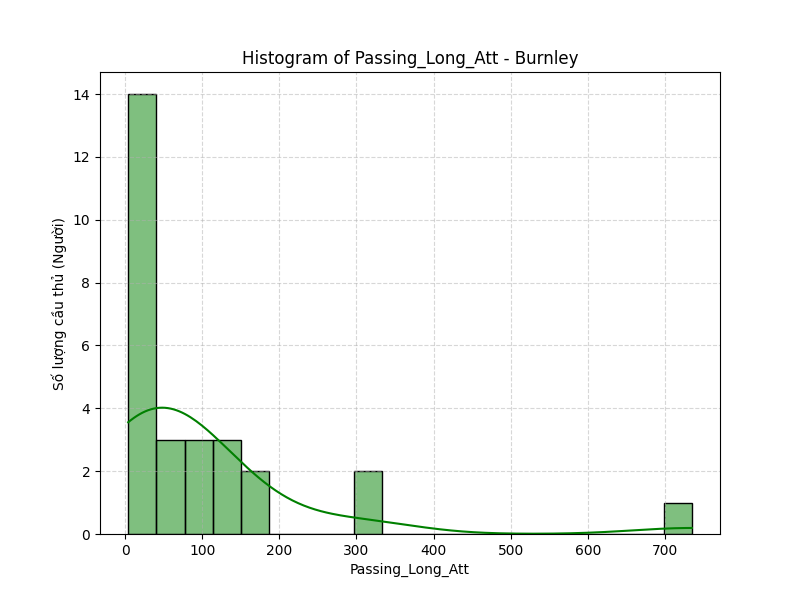 Histogram of Passing_Long_Att - Burnley
Số lượng cầu thủ (Người)
14
12
10
8
6
4
2
0
0 100 200 300 400 500 600 700
Passing_Long_Att